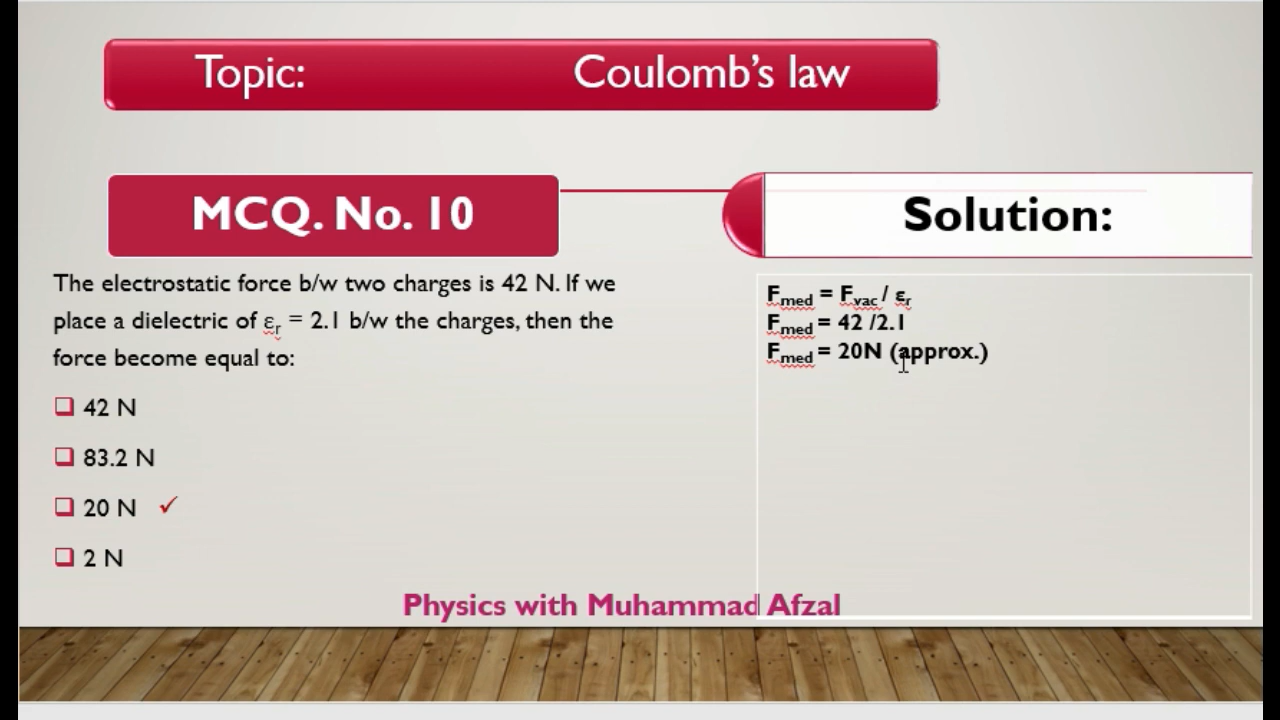 Topic: Coulomb's law
MCQ. No. 10
Solution:
The electrostatic force b/w two charges is 42 N. If we
place a dielectric of εr = 2.1 b/w the charges, then the
force become equal to:
42 N
83.2 N
20 N ✓
2 N
Fmed = Fvac / εr
Fmed = 42 /2.1
Fmed = 20N (approx.)
Physics with Muhammad Afzal